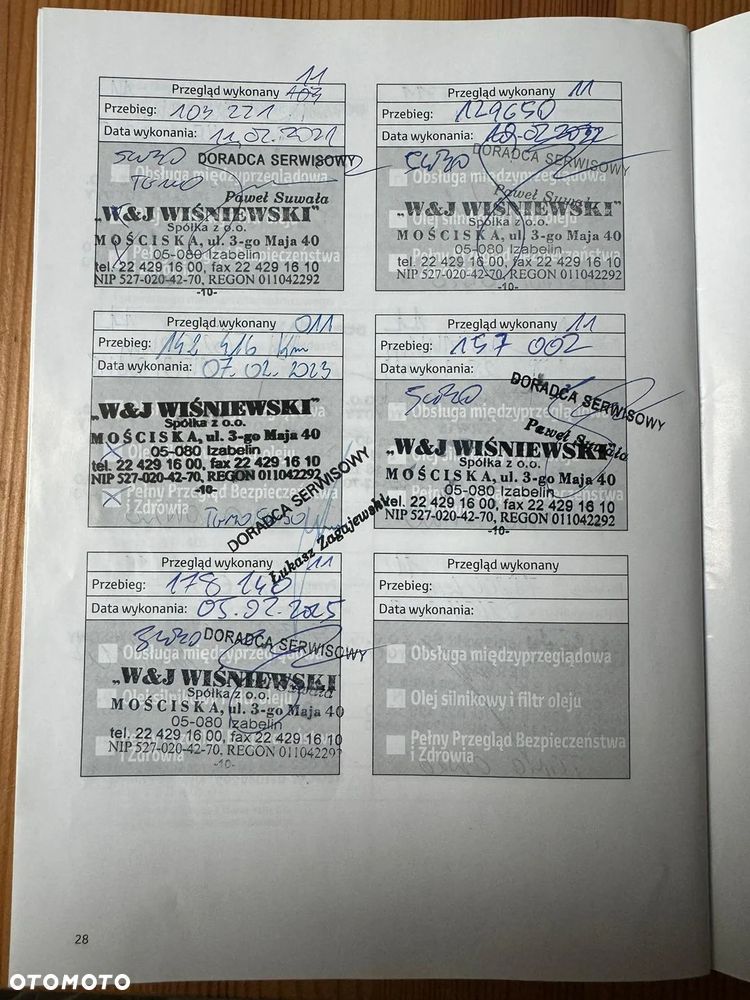 11
Przegląd wykonany 403
Przebieg: 103 221
Data wykonania: 11.02.2021
DORADCA SERWISOWY
Obsługa międzyprzeglądowa
Paweł Suwała
„W&J WIŚNIEWSKI"
Spółka z o.o.
MOŚCISKA, ul. 3-go Maja 40
05-080 Izabelin
tel. 22 429 16 00, fax 22 429 16 10
NIP 527-020-42-70, REGON 011042292
-10-
Przegląd wykonany 11
Przebieg: 129650
Data wykonania:
DORADCA SERWISOWY
Obsługa międzyprzeglądowa
Paweł Suwała
„W&J WIŚNIEWSKI"
Spółka z o.o.
MOŚCISKA, ul. 3-go Maja 40
05-080 Izabelin
tel. 22 429 16 00, fax 22 429 16 10
NIP 527-020-42-70, REGON 011042292
-10-
Przegląd wykonany 011
Przebieg: 142 416 km
Data wykonania: 07.02.2023
„W&J WIŚNIEWSKI"
Spółka z o.o.
MOŚCISKA, ul. 3-go Maja 40
05-080 Izabelin
tel. 22 429 16 00, fax 22 429 16 10
NIP 527-020-42-70, REGON 011042292
-10-
Pełny Przegląd Bezpieczeństwa
i Zdrowia
DORADCA SERWISOWY
Łukasz Zagajewski
Przegląd wykonany 11
Przebieg: 157 002
Data wykonania:
DORADCA SERWISOWY
Obsługa międzyprzeglądowa
Paweł Suwała
„W&J WIŚNIEWSKI"
Spółka z o.o.
MOŚCISKA, ul. 3-go Maja 40
05-080 Izabelin
tel. 22 429 16 00, fax 22 429 16 10
NIP 527-020-42-70, REGON 011042292
-10-
Przegląd wykonany 11
Przebieg: 178 140
Data wykonania: 05.02.2025
DORADCA SERWISOWY
Obsługa międzyprzeglądowa
„W&J WIŚNIEWSKI"
Spółka z o.o.
MOŚCISKA, ul. 3-go Maja 40
05-080 Izabelin
tel. 22 429 16 00, fax 22 429 16 10
NIP 527-020-42-70, REGON 011042292
-10-
i Zdrowia
Przegląd wykonany
Przebieg:
Data wykonania:
Obsługa międzyprzeglądowa
Olej silnikowy i filtr oleju
Pełny Przegląd Bezpieczeństwa
i Zdrowia
28
OTOMOTO